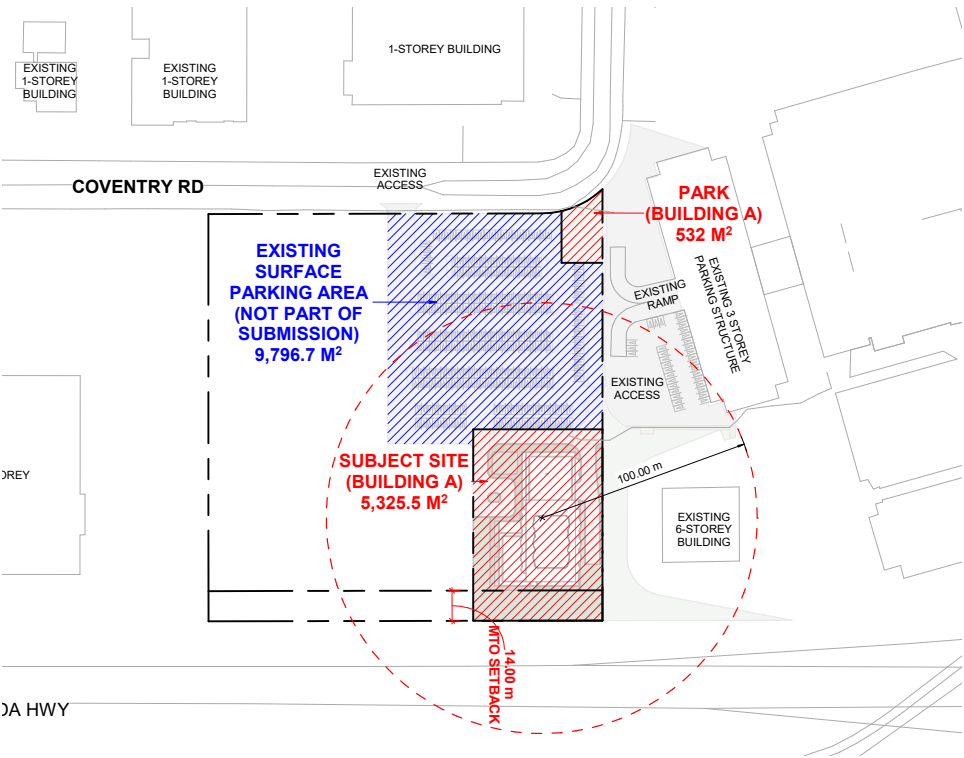 1-STOREY BUILDING
EXISTING
1-STOREY
BUILDING
EXISTING
1-STOREY
BUILDING
COVENTRY RD
EXISTING
ACCESS
PARK
(BUILDING A)
532 M²
EXISTING
SURFACE
PARKING AREA
(NOT PART OF
SUBMISSION)
9,796.7 M²
EXISTING
RAMP
EXISTING 3 STOREY
PARKING STRUCTURE
EXISTING
ACCESS
SUBJECT SITE
(BUILDING A)
5,325.5 M²
100.00 m
OREY
EXISTING
6-STOREY
BUILDING
14.00 m
MTO SETBACK
DA HWY